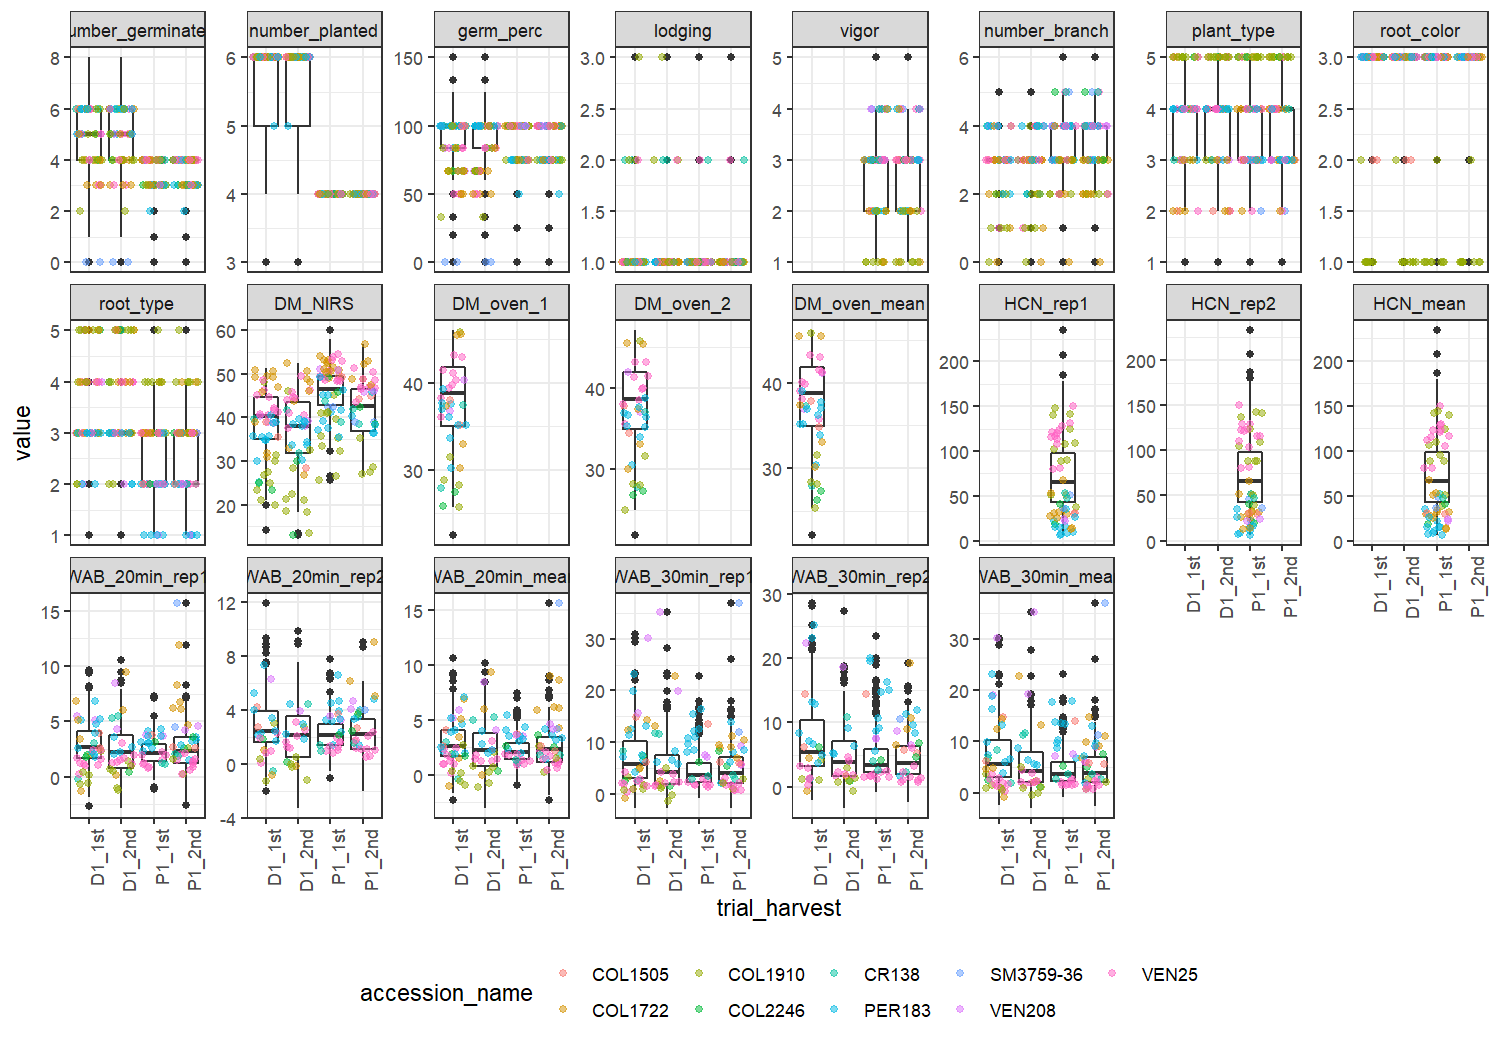 umber_germinate number_planted germ_perc lodging vigor number_branch plant_type root_color
8 6 150 3.0 5 6 5 3.0
6 5 100 2.5 4 4 4 2.5
4 4 50 2.0 3 2 3 2.0
2 3 0 1.5 2 0 2 1.5
0 1.0 1 1 1.0
root_type DM_NIRS DM_oven_1 DM_oven_2 DM_oven_mean HCN_rep1 HCN_rep2 HCN_mean
5 60 40 40 40 200 200 200
4 50 30 30 30 150 150 150
3 40 100 100 100
2 30 50 50 50
1 20 0 0 0
D1_1st D1_2nd P1_1st P1_2nd D1_1st D1_2nd P1_1st P1_2nd
WAB_20min_rep1 WAB_20min_rep2 WAB_20min_mea WAB_30min_rep1 WAB_30min_rep2 WAB_30min_mea
15 12 15 30 30 30
10 8 10 20 20 20
5 4 5 10 10 10
0 0 0 0 0 0
-4
D1_1st D1_2nd P1_1st P1_2nd D1_1st D1_2nd P1_1st P1_2nd D1_1st D1_2nd P1_1st P1_2nd D1_1st D1_2nd P1_1st P1_2nd D1_1st D1_2nd P1_1st P1_2nd D1_1st D1_2nd P1_1st P1_2nd
value
trial_harvest
accession_name
COL1505 COL1910 CR138 SM3759-36 VEN25
COL1722 COL2246 PER183 VEN208